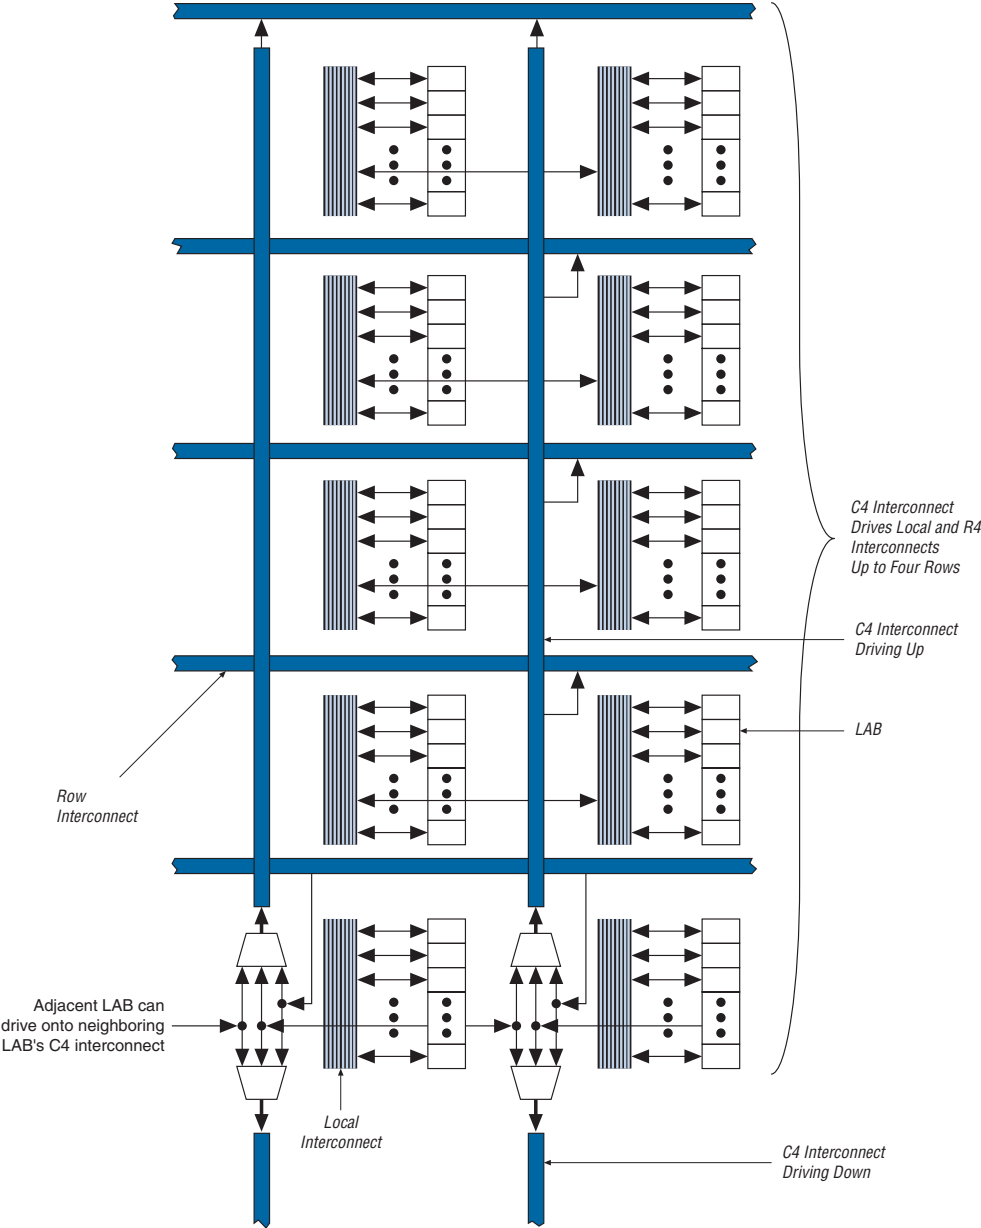 C4 Interconnect
Drives Local and R4
Interconnects
Up to Four Rows
C4 Interconnect
Driving Up
LAB
Row
Interconnect
Adjacent LAB can
drive onto neighboring
LAB's C4 interconnect
Local
Interconnect
C4 Interconnect
Driving Down